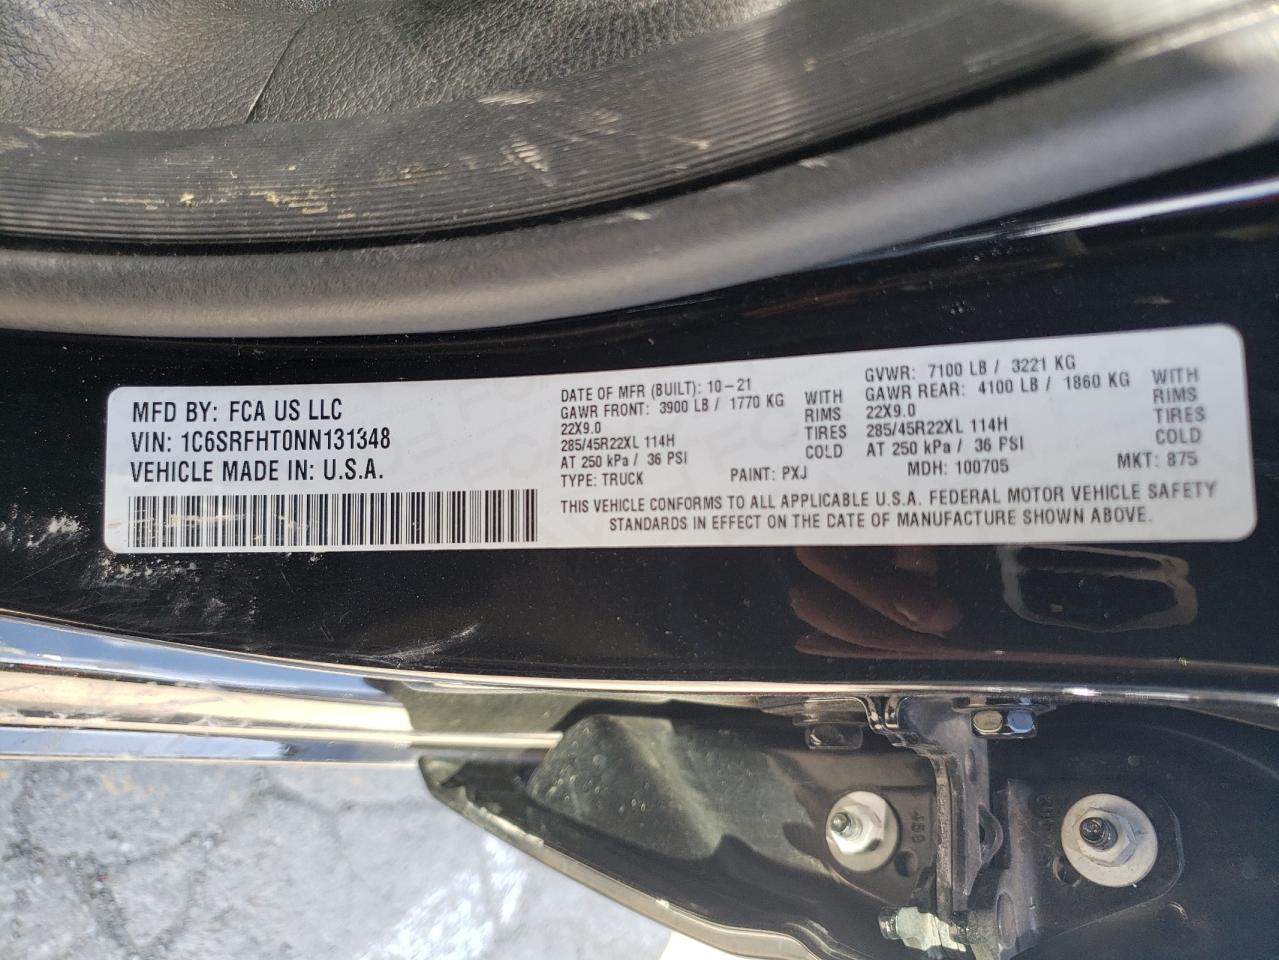 MFD BY: FCA US LLC
VIN: 1C6SRFHT0NN131348
VEHICLE MADE IN: U.S.A.
DATE OF MFR (BUILT): 10-21
GAWR FRONT: 3900 LB / 1770 KG WITH
22X9.0 RIMS
285/45R22XL 114H TIRES
AT 250 kPa / 36 PSI COLD
TYPE: TRUCK PAINT: PXJ
GVWR: 7100 LB / 3221 KG
GAWR REAR: 4100 LB / 1860 KG WITH
22X9.0 RIMS
285/45R22XL 114H TIRES
AT 250 kPa / 36 PSI COLD
MDH: 100705 MKT: 875
THIS VEHICLE CONFORMS TO ALL APPLICABLE U.S.A. FEDERAL MOTOR VEHICLE SAFETY
STANDARDS IN EFFECT ON THE DATE OF MANUFACTURE SHOWN ABOVE.